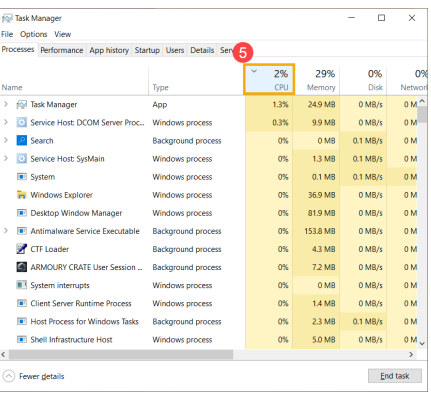 Task Manager
File Options View
Processes Performance App history Startup Users Details
5
2% 29% 0% 0%
Name Type CPU Memory Disk Network
Task Manager App 1.3% 24.9 MB 0 MB/s 0 M
Service Host: DCOM Server Proc... Windows process 0.3% 9.9 MB 0 MB/s 0 M
Search Background process 0% 0 MB 0.1 MB/s 0 M
Service Host: SysMain Windows process 0% 1.3 MB 0.1 MB/s 0 M
System Windows process 0% 0.1 MB 0.1 MB/s 0 M
Windows Explorer Windows process 0% 36.9 MB 0 MB/s 0 M
Desktop Window Manager Windows process 0% 81.9 MB 0 MB/s 0 M
Antimalware Service Executable Background process 0% 153.8 MB 0 MB/s 0 M
CTF Loader Background process 0% 4.3 MB 0 MB/s 0 M
ARMOURY CRATE User Session ... Background process 0% 7.2 MB 0 MB/s 0 M
System interrupts Windows process 0% 0 MB 0 MB/s 0 M
Client Server Runtime Process Windows process 0% 1.4 MB 0 MB/s 0 M
Host Process for Windows Tasks Background process 0% 2.3 MB 0.1 MB/s 0 M
Shell Infrastructure Host Windows process 0% 5.0 MB 0 MB/s 0 M
Fewer details End task